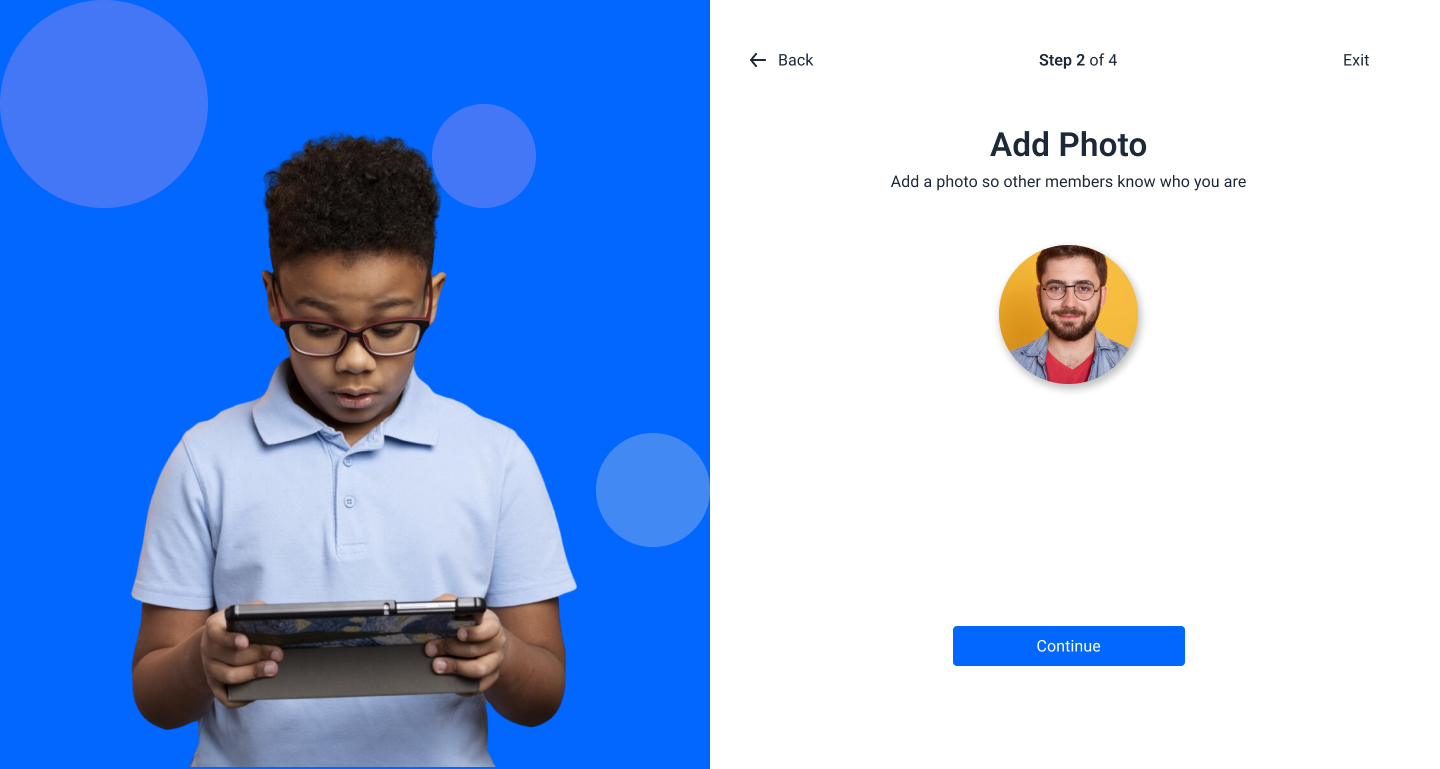 Back
Step 2 of 4
Exit
Add Photo
Add a photo so other members know who you are
Continue